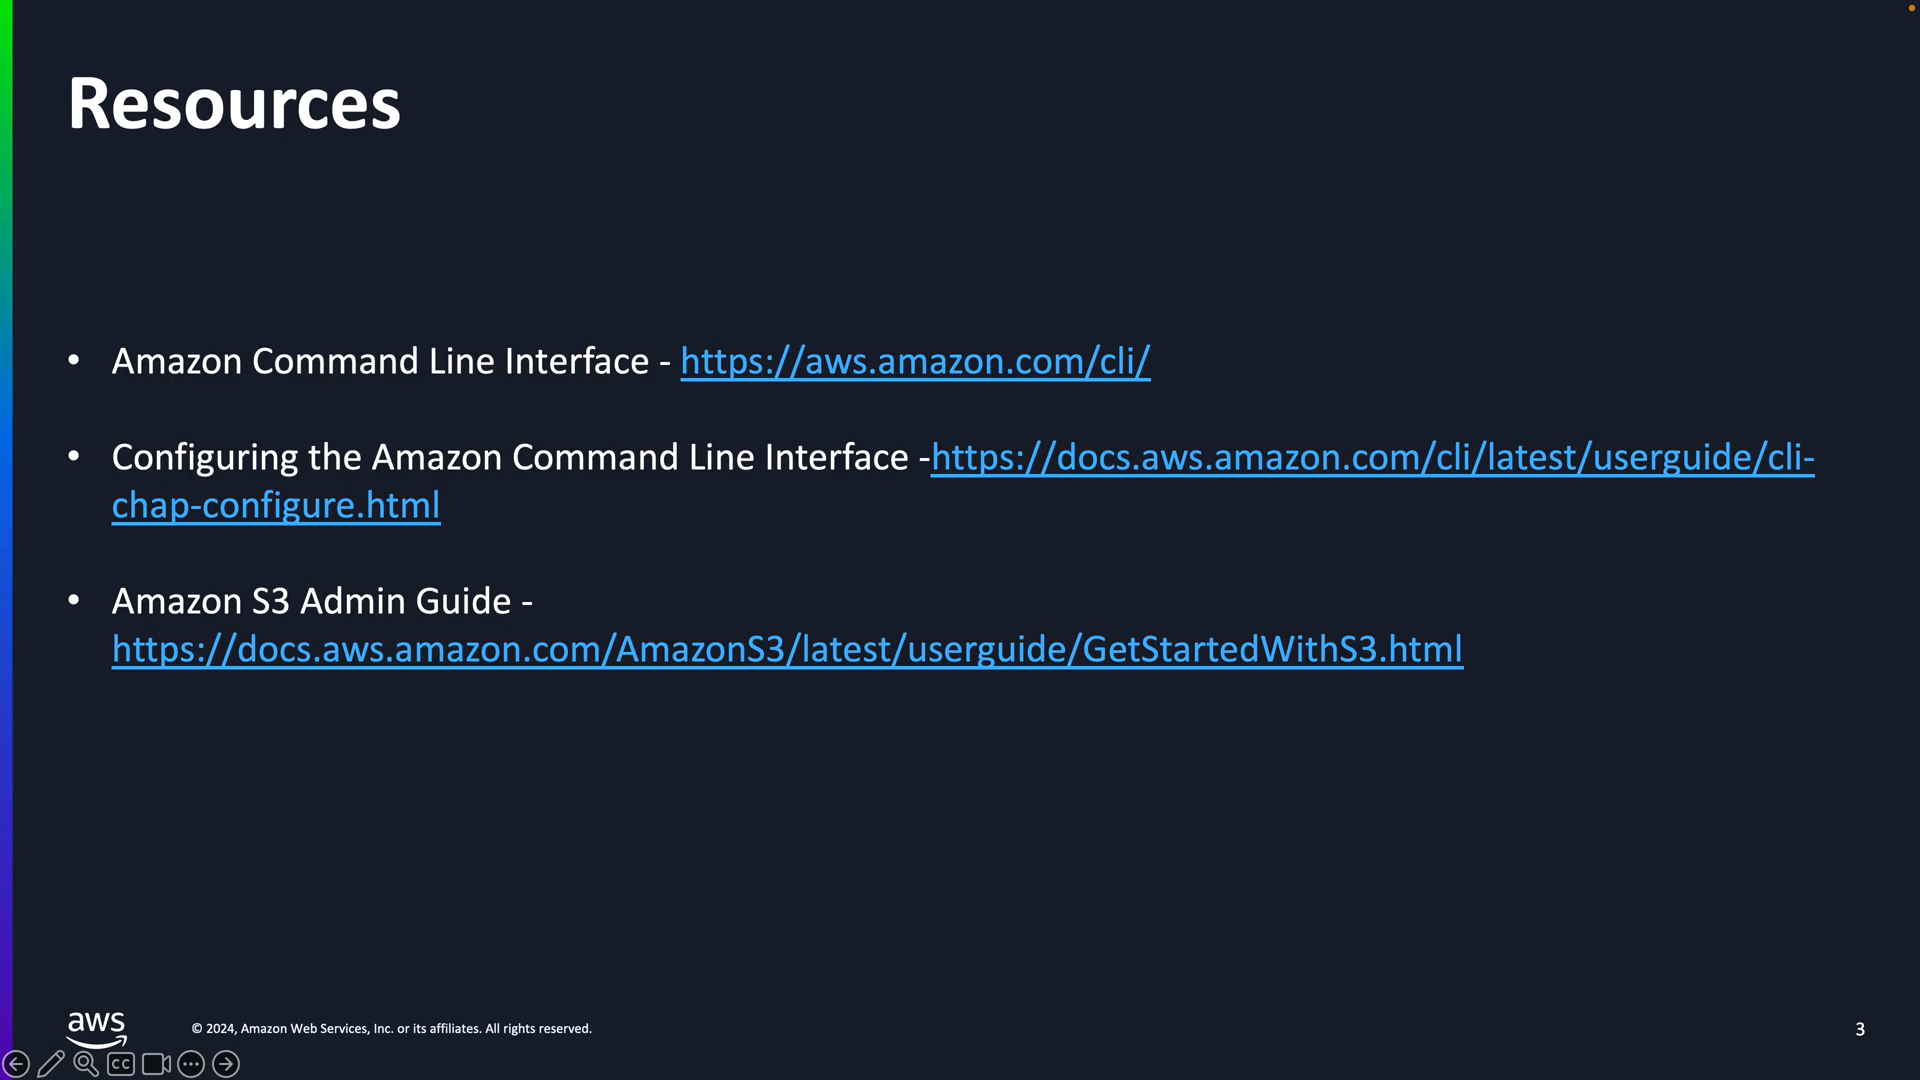 Resources
• Amazon Command Line Interface - https://aws.amazon.com/cli/
• Configuring the Amazon Command Line Interface -https://docs.aws.amazon.com/cli/latest/userguide/cli-
chap-configure.html
• Amazon S3 Admin Guide -
https://docs.aws.amazon.com/AmazonS3/latest/userguide/GetStartedWithS3.html
aws
© 2024, Amazon Web Services, Inc. or its affiliates. All rights reserved.
3
CC